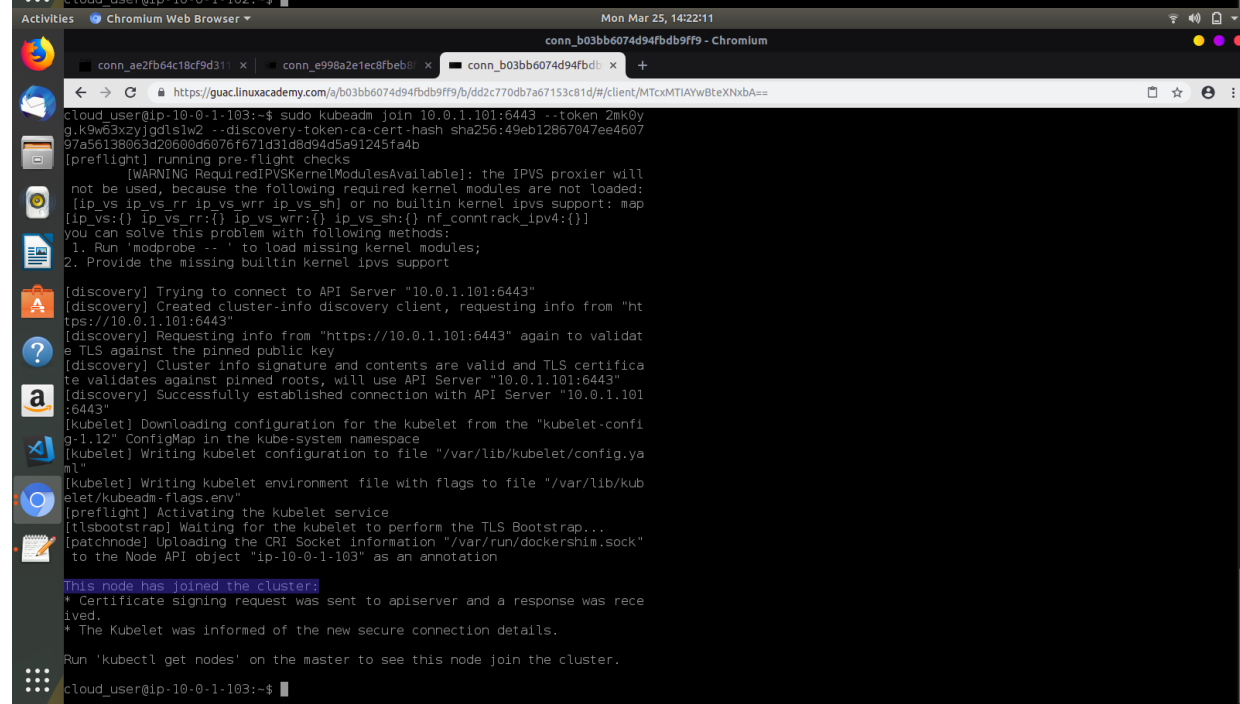 cloud_user@ip-10-0-1-102:~$
Activities Chromium Web Browser ▾ Mon Mar 25, 14:22:11
conn_b03bb6074d94fbdb9ff9 - Chromium
conn_ae2fb64c18cf9d311 × conn_e998a2e1ec8fbeb8f × conn_b03bb6074d94fbdb × +
https://guac.linuxacademy.com/a/b03bb6074d94fbdb9ff9/b/dd2c770db7a67153c81d/#/client/MTcxMTIAYwBteXNxbA==
cloud_user@ip-10-0-1-103:~$ sudo kubeadm join 10.0.1.101:6443 --token 2mk0y
g.k9w63xzyjgdls1w2 --discovery-token-ca-cert-hash sha256:49eb12867047ee4607
97a56138063d20600d6076f671d31d8d94d5a91245fa4b
[preflight] running pre-flight checks
[WARNING RequiredIPVSKernelModulesAvailable]: the IPVS proxier will
not be used, because the following required kernel modules are not loaded:
[ip_vs ip_vs_rr ip_vs_wrr ip_vs_sh] or no builtin kernel ipvs support: map
[ip_vs:{} ip_vs_rr:{} ip_vs_wrr:{} ip_vs_sh:{} nf_conntrack_ipv4:{}]
you can solve this problem with following methods:
1. Run 'modprobe -- ' to load missing kernel modules;
2. Provide the missing builtin kernel ipvs support
[discovery] Trying to connect to API Server "10.0.1.101:6443"
[discovery] Created cluster-info discovery client, requesting info from "ht
tps://10.0.1.101:6443"
[discovery] Requesting info from "https://10.0.1.101:6443" again to validat
e TLS against the pinned public key
[discovery] Cluster info signature and contents are valid and TLS certifica
te validates against pinned roots, will use API Server "10.0.1.101:6443"
[discovery] Successfully established connection with API Server "10.0.1.101
:6443"
[kubelet] Downloading configuration for the kubelet from the "kubelet-confi
g-1.12" ConfigMap in the kube-system namespace
[kubelet] Writing kubelet configuration to file "/var/lib/kubelet/config.ya
ml"
[kubelet] Writing kubelet environment file with flags to file "/var/lib/kub
elet/kubeadm-flags.env"
[preflight] Activating the kubelet service
[tlsbootstrap] Waiting for the kubelet to perform the TLS Bootstrap...
[patchnode] Uploading the CRI Socket information "/var/run/dockershim.sock"
to the Node API object "ip-10-0-1-103" as an annotation
This node has joined the cluster:
* Certificate signing request was sent to apiserver and a response was rece
ived.
* The Kubelet was informed of the new secure connection details.
Run 'kubectl get nodes' on the master to see this node join the cluster.
cloud_user@ip-10-0-1-103:~$